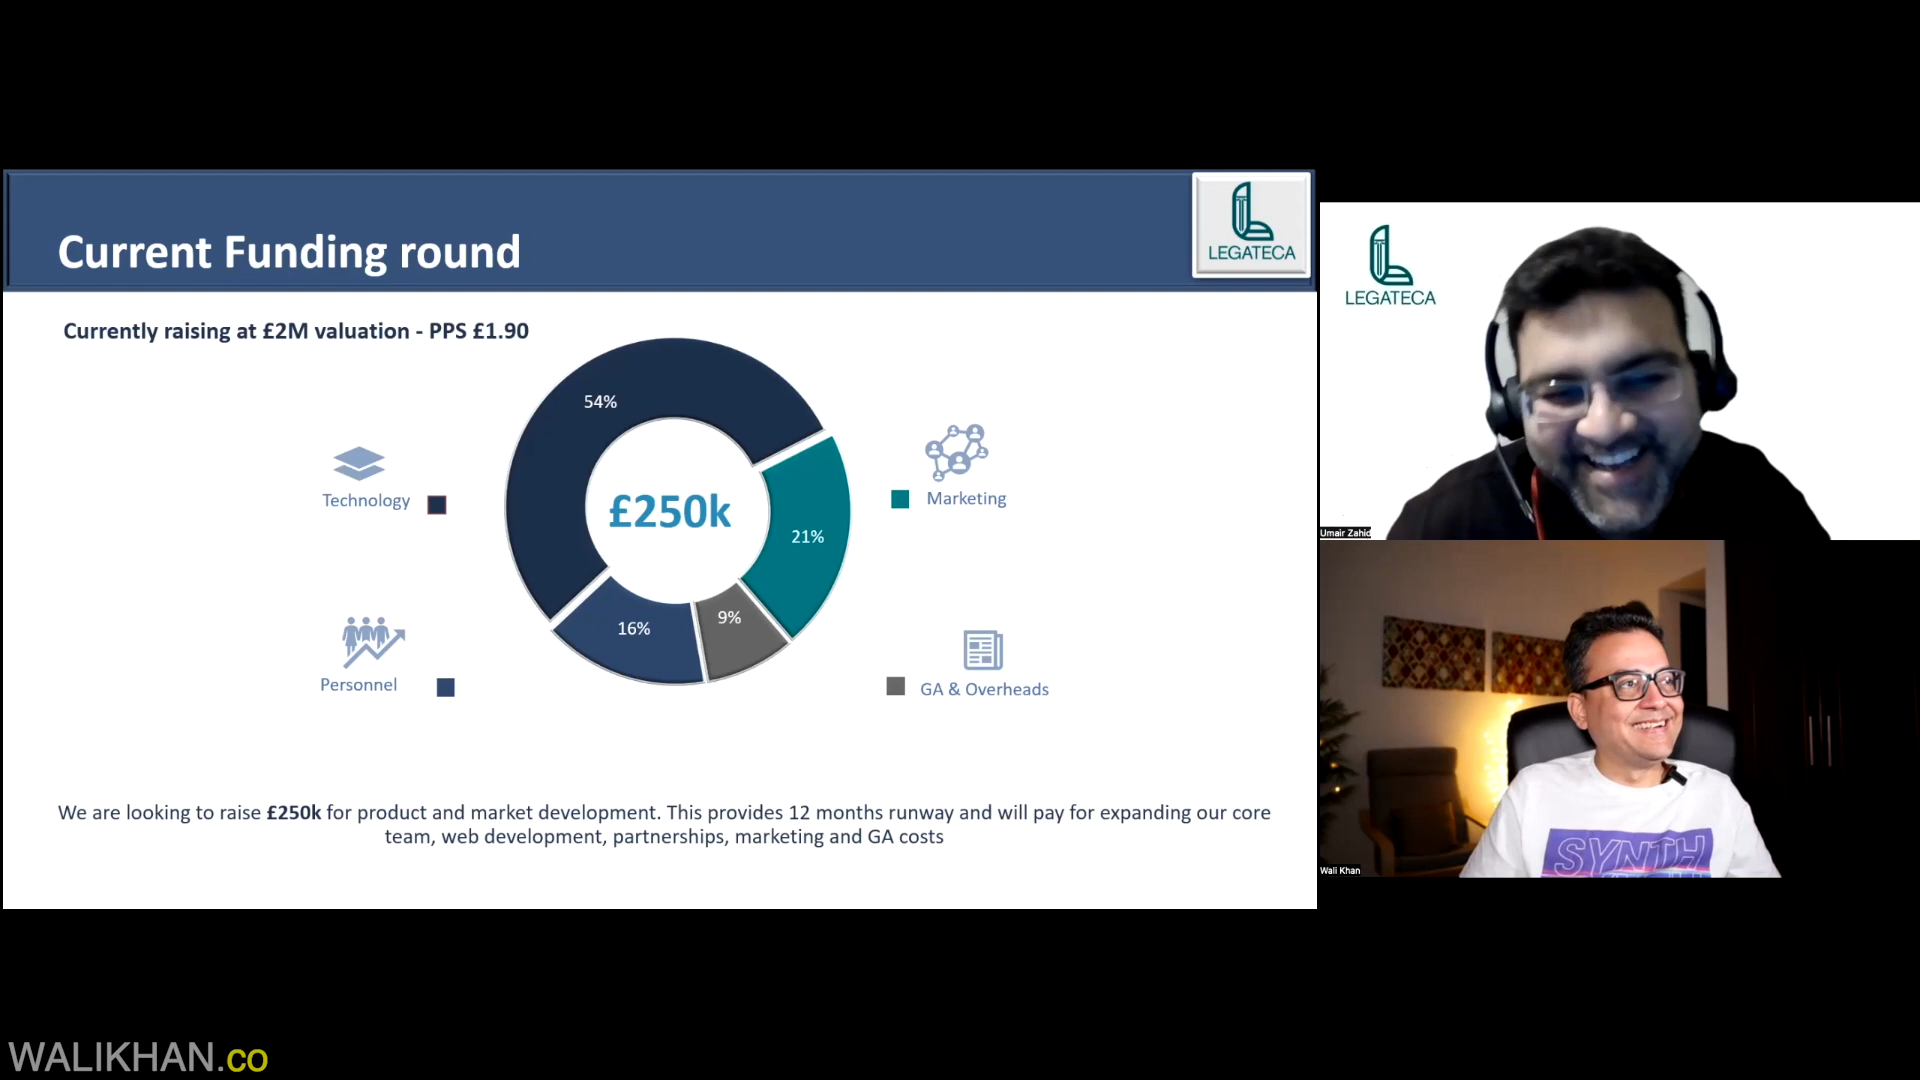 Current Funding round
LEGATECA
Currently raising at £2M valuation - PPS £1.90
54%
Technology
£250k
Marketing
21%
16%
9%
Personnel
GA & Overheads
We are looking to raise £250k for product and market development. This provides 12 months runway and will pay for expanding our core
team, web development, partnerships, marketing and GA costs
LEGATECA
Umair Zahid
SYNTH
Wali Khan
WALIKHAN.co